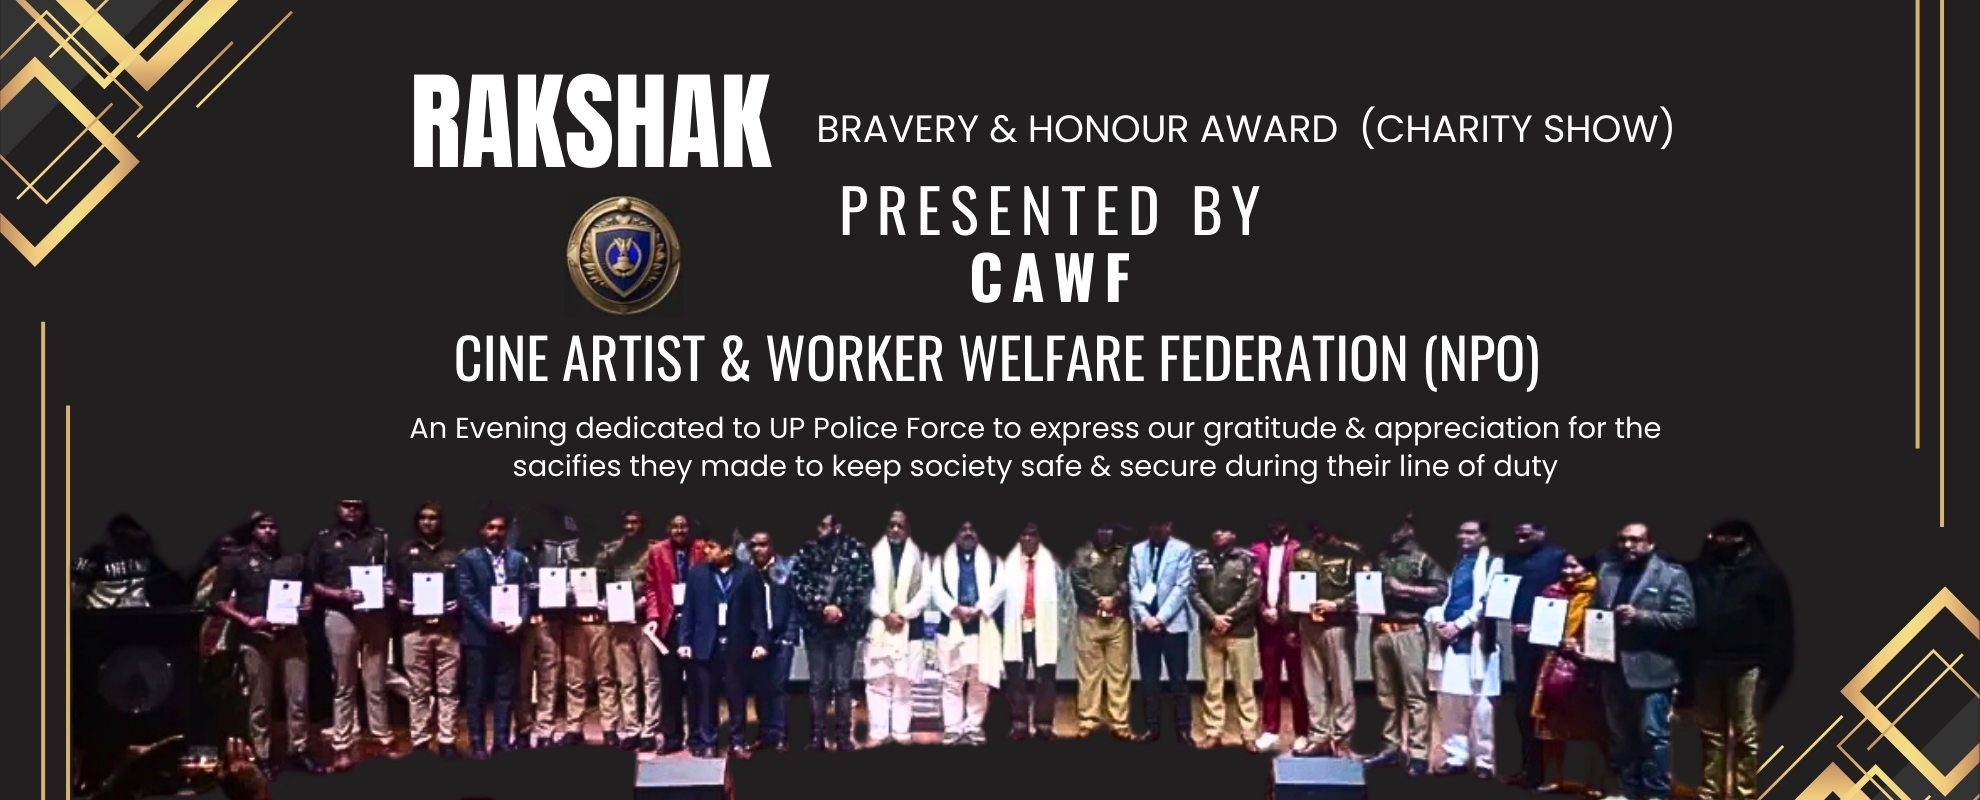 RAKSHAK BRAVERY & HONOUR AWARD (CHARITY SHOW)
PRESENTED BY
CAWF
CINE ARTIST & WORKER WELFARE FEDERATION (NPO)
An Evening dedicated to UP Police Force to express our gratitude & appreciation for the
sacifies they made to keep society safe & secure during their line of duty